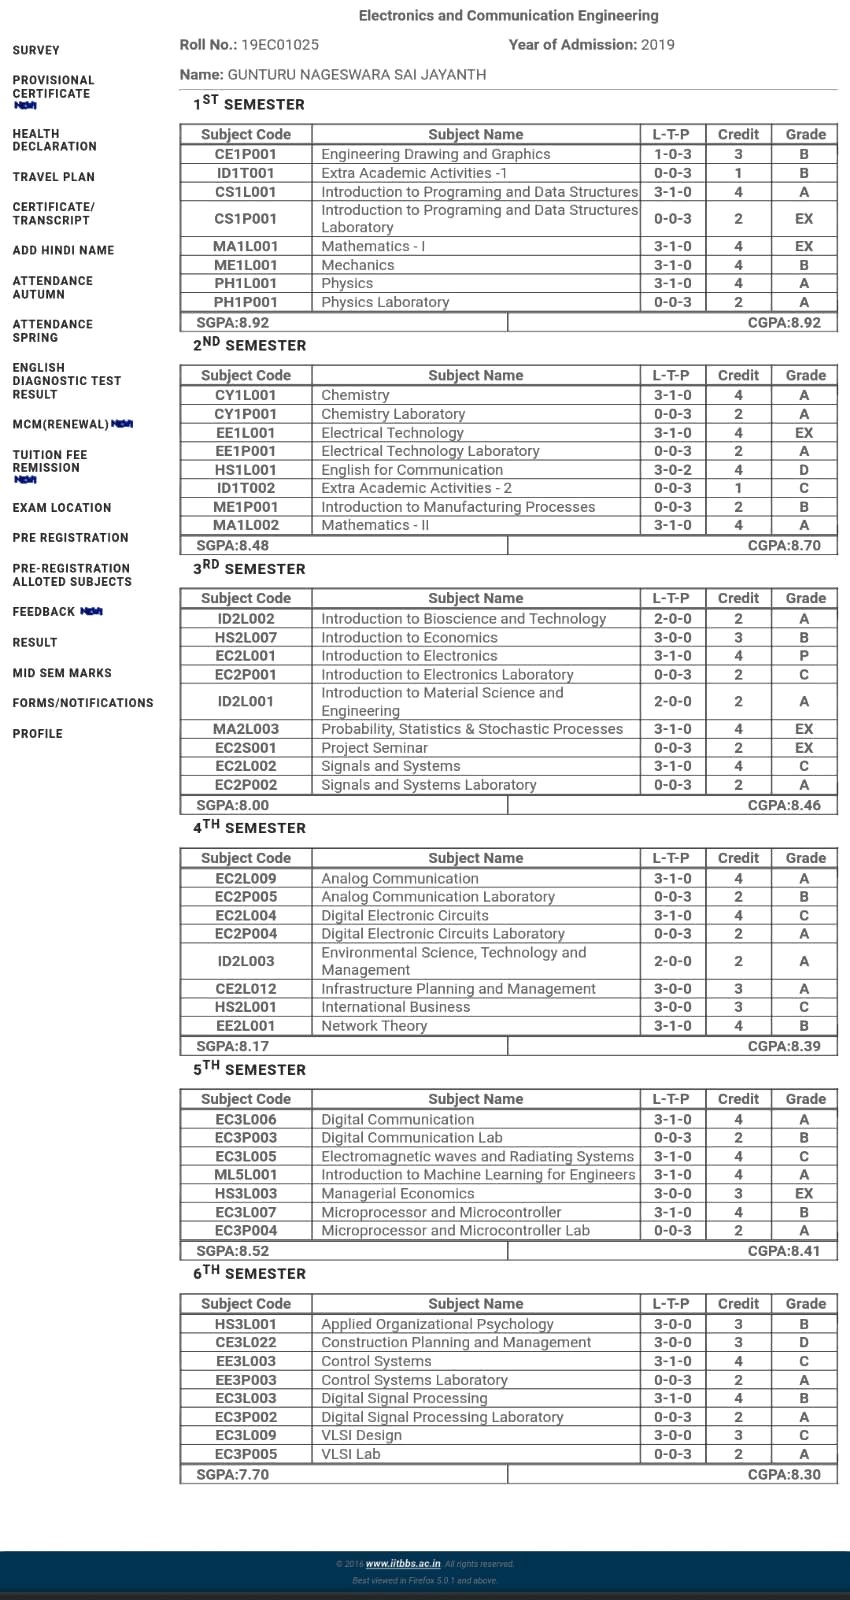 Electronics and Communication Engineering
Roll No.: 19EC01025 Year of Admission: 2019
Name: GUNTURU NAGESWARA SAI JAYANTH
SURVEY
PROVISIONAL
CERTIFICATE
NEW!
HEALTH
DECLARATION
TRAVEL PLAN
CERTIFICATE/
TRANSCRIPT
ADD HINDI NAME
ATTENDANCE
AUTUMN
ATTENDANCE
SPRING
ENGLISH
DIAGNOSTIC TEST
RESULT
MCM(RENEWAL) NEW!
TUITION FEE
REMISSION
NEW!
EXAM LOCATION
PRE REGISTRATION
PRE-REGISTRATION
ALLOTED SUBJECTS
FEEDBACK NEW!
RESULT
MID SEM MARKS
FORMS/NOTIFICATIONS
PROFILE
1ST SEMESTER
Subject Code Subject Name L-T-P Credit Grade
CE1P001 Engineering Drawing and Graphics 1-0-3 3 B
ID1T001 Extra Academic Activities -1 0-0-3 1 B
CS1L001 Introduction to Programing and Data Structures 3-1-0 4 A
CS1P001 Introduction to Programing and Data Structures
Laboratory 0-0-3 2 EX
MA1L001 Mathematics - I 3-1-0 4 EX
ME1L001 Mechanics 3-1-0 4 B
PH1L001 Physics 3-1-0 4 A
PH1P001 Physics Laboratory 0-0-3 2 A
SGPA:8.92 CGPA:8.92
2ND SEMESTER
Subject Code Subject Name L-T-P Credit Grade
CY1L001 Chemistry 3-1-0 4 A
CY1P001 Chemistry Laboratory 0-0-3 2 A
EE1L001 Electrical Technology 3-1-0 4 EX
EE1P001 Electrical Technology Laboratory 0-0-3 2 A
HS1L001 English for Communication 3-0-2 4 D
ID1T002 Extra Academic Activities - 2 0-0-3 1 C
ME1P001 Introduction to Manufacturing Processes 0-0-3 2 B
MA1L002 Mathematics - II 3-1-0 4 A
SGPA:8.48 CGPA:8.70
3RD SEMESTER
Subject Code Subject Name L-T-P Credit Grade
ID2L002 Introduction to Bioscience and Technology 2-0-0 2 A
HS2L007 Introduction to Economics 3-0-0 3 B
EC2L001 Introduction to Electronics 3-1-0 4 P
EC2P001 Introduction to Electronics Laboratory 0-0-3 2 C
ID2L001 Introduction to Material Science and
Engineering 2-0-0 2 A
MA2L003 Probability, Statistics & Stochastic Processes 3-1-0 4 EX
EC2S001 Project Seminar 0-0-3 2 EX
EC2L002 Signals and Systems 3-1-0 4 C
EC2P002 Signals and Systems Laboratory 0-0-3 2 A
SGPA:8.00 CGPA:8.46
4TH SEMESTER
Subject Code Subject Name L-T-P Credit Grade
EC2L009 Analog Communication 3-1-0 4 A
EC2P005 Analog Communication Laboratory 0-0-3 2 B
EC2L004 Digital Electronic Circuits 3-1-0 4 C
EC2P004 Digital Electronic Circuits Laboratory 0-0-3 2 A
ID2L003 Environmental Science, Technology and
Management 2-0-0 2 A
CE2L012 Infrastructure Planning and Management 3-0-0 3 A
HS2L001 International Business 3-0-0 3 C
EE2L001 Network Theory 3-1-0 4 B
SGPA:8.17 CGPA:8.39
5TH SEMESTER
Subject Code Subject Name L-T-P Credit Grade
EC3L006 Digital Communication 3-1-0 4 A
EC3P003 Digital Communication Lab 0-0-3 2 B
EC3L005 Electromagnetic waves and Radiating Systems 3-1-0 4 C
ML5L001 Introduction to Machine Learning for Engineers 3-1-0 4 A
HS3L003 Managerial Economics 3-0-0 3 EX
EC3L007 Microprocessor and Microcontroller 3-1-0 4 B
EC3P004 Microprocessor and Microcontroller Lab 0-0-3 2 A
SGPA:8.52 CGPA:8.41
6TH SEMESTER
Subject Code Subject Name L-T-P Credit Grade
HS3L001 Applied Organizational Psychology 3-0-0 3 B
CE3L022 Construction Planning and Management 3-0-0 3 D
EE3L003 Control Systems 3-1-0 4 C
EE3P003 Control Systems Laboratory 0-0-3 2 A
EC3L003 Digital Signal Processing 3-1-0 4 B
EC3P002 Digital Signal Processing Laboratory 0-0-3 2 A
EC3L009 VLSI Design 3-0-0 3 C
EC3P005 VLSI Lab 0-0-3 2 A
SGPA:7.70 CGPA:8.30
© 2016 www.iitbbs.ac.in. All rights reserved.
Best viewed in Firefox 5.0.1 and above.